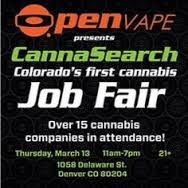 OpenVAPE
presents
CannaSearch
Colorado's first cannabis
Job Fair
Over 15 cannabis
companies in attendance!
Thursday, March 13 11am-7pm 21+
1058 Delaware St.
Denver CO 80204